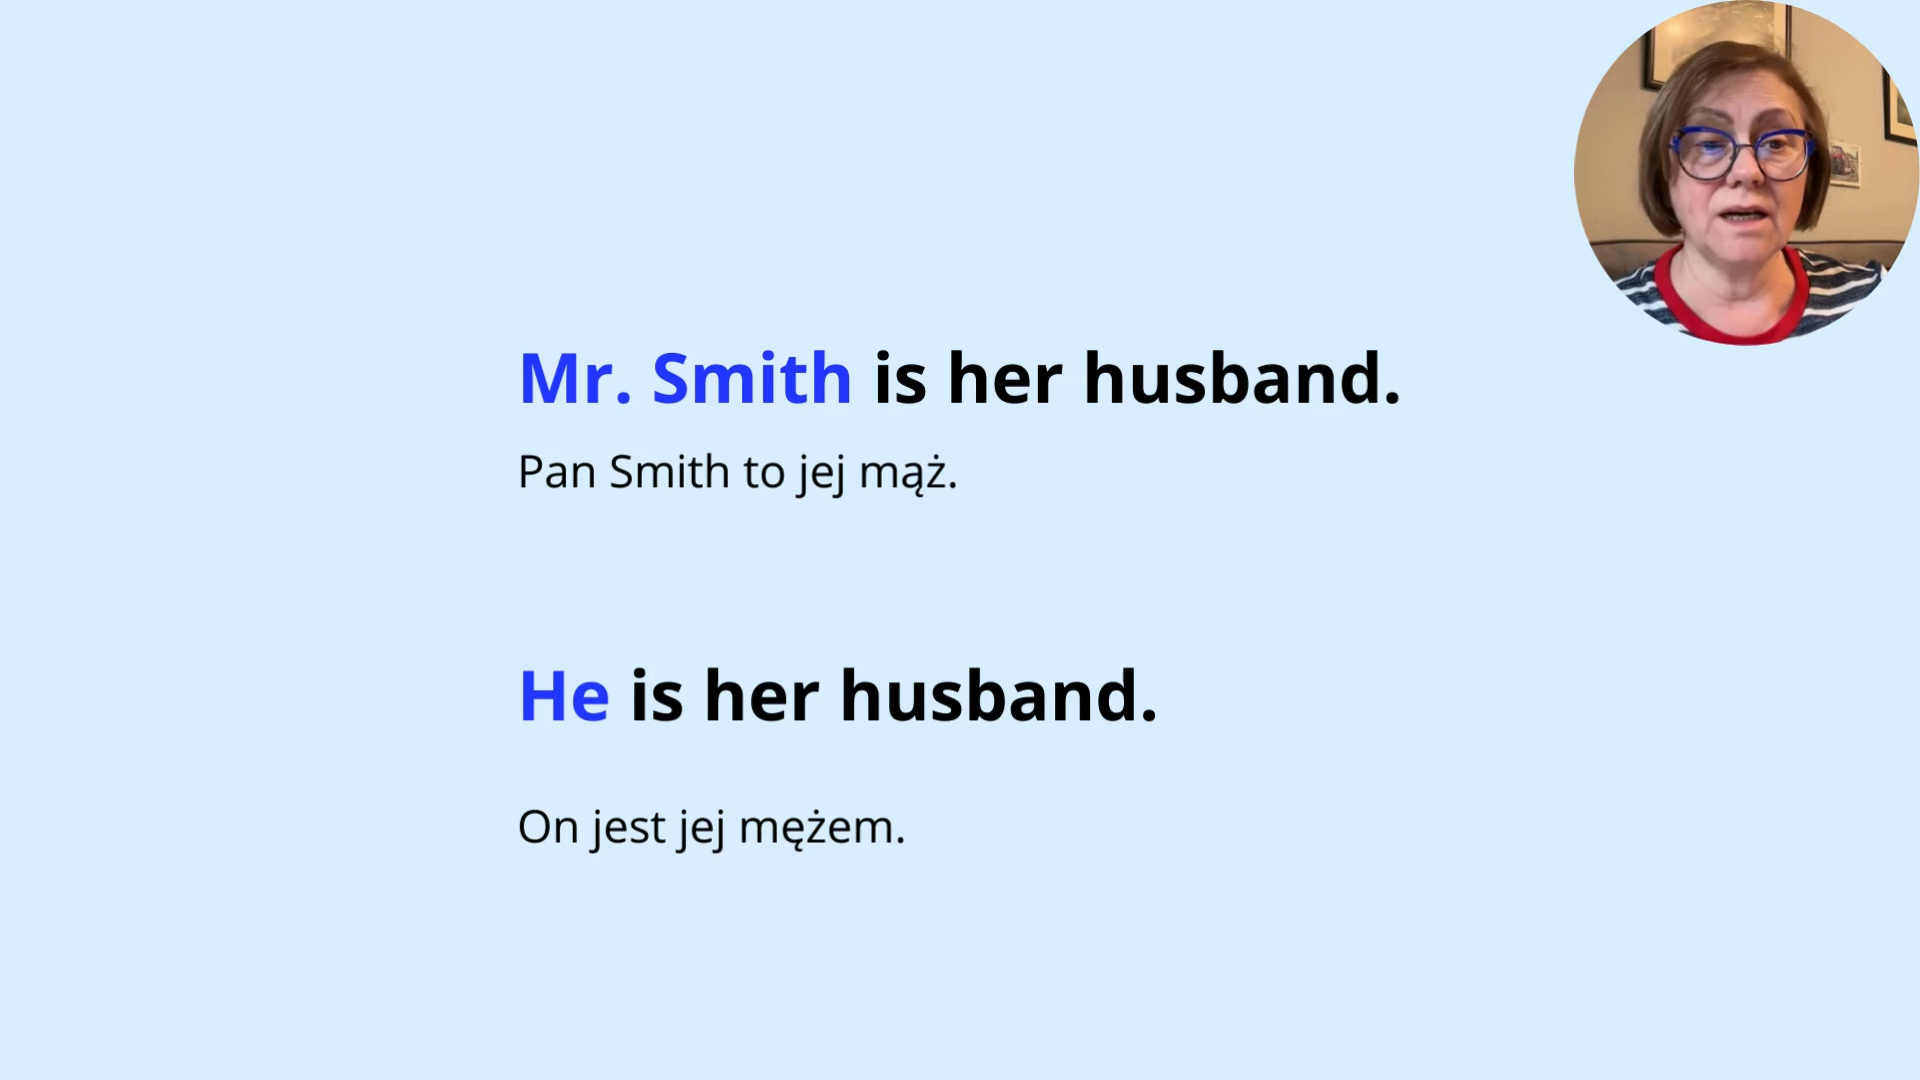 Mr. Smith is her husband.
Pan Smith to jej mąż.
He is her husband.
On jest jej mężem.